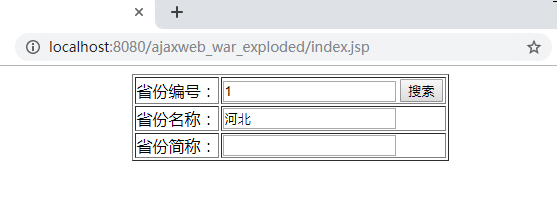 localhost:8080/ajaxweb_war_exploded/index.jsp
省份编号： 1 搜索
省份名称： 河北
省份简称：